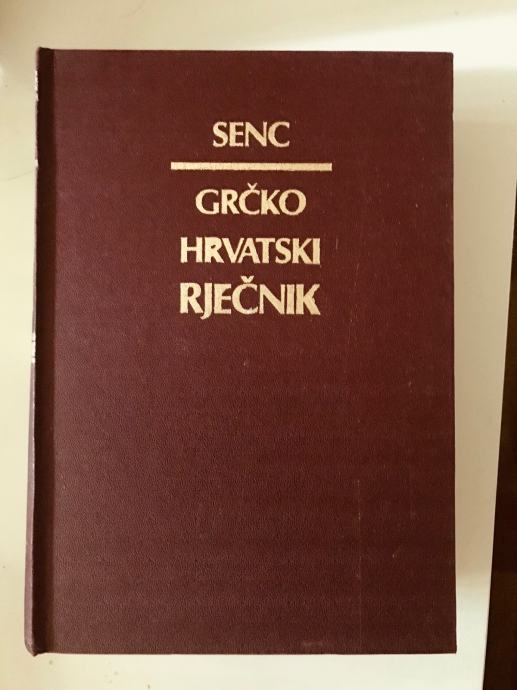 SENC
GRČKO
HRVATSKI
RJEČNIK